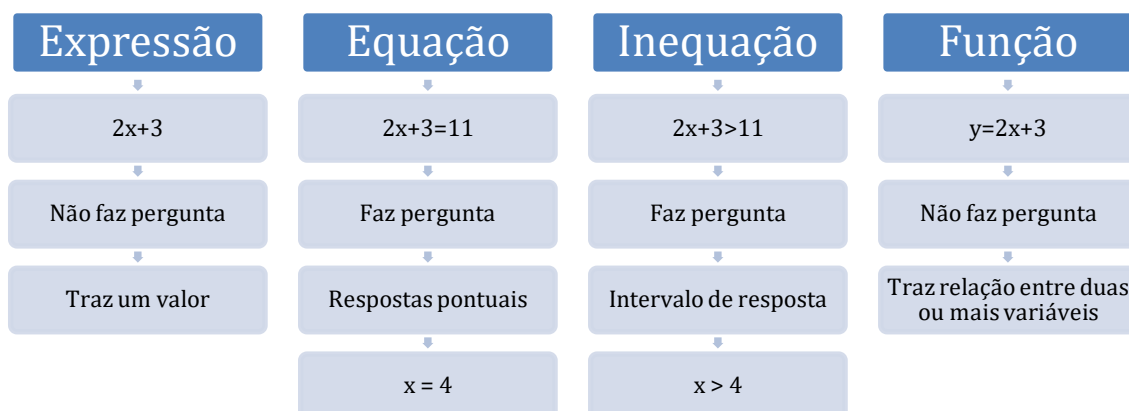 Expressão
2x+3
Não faz pergunta
Traz um valor
Equação
2x+3=11
Faz pergunta
Respostas pontuais
x = 4
Inequação
2x+3>11
Faz pergunta
Intervalo de resposta
x > 4
Função
y=2x+3
Não faz pergunta
Traz relação entre duas
ou mais variáveis